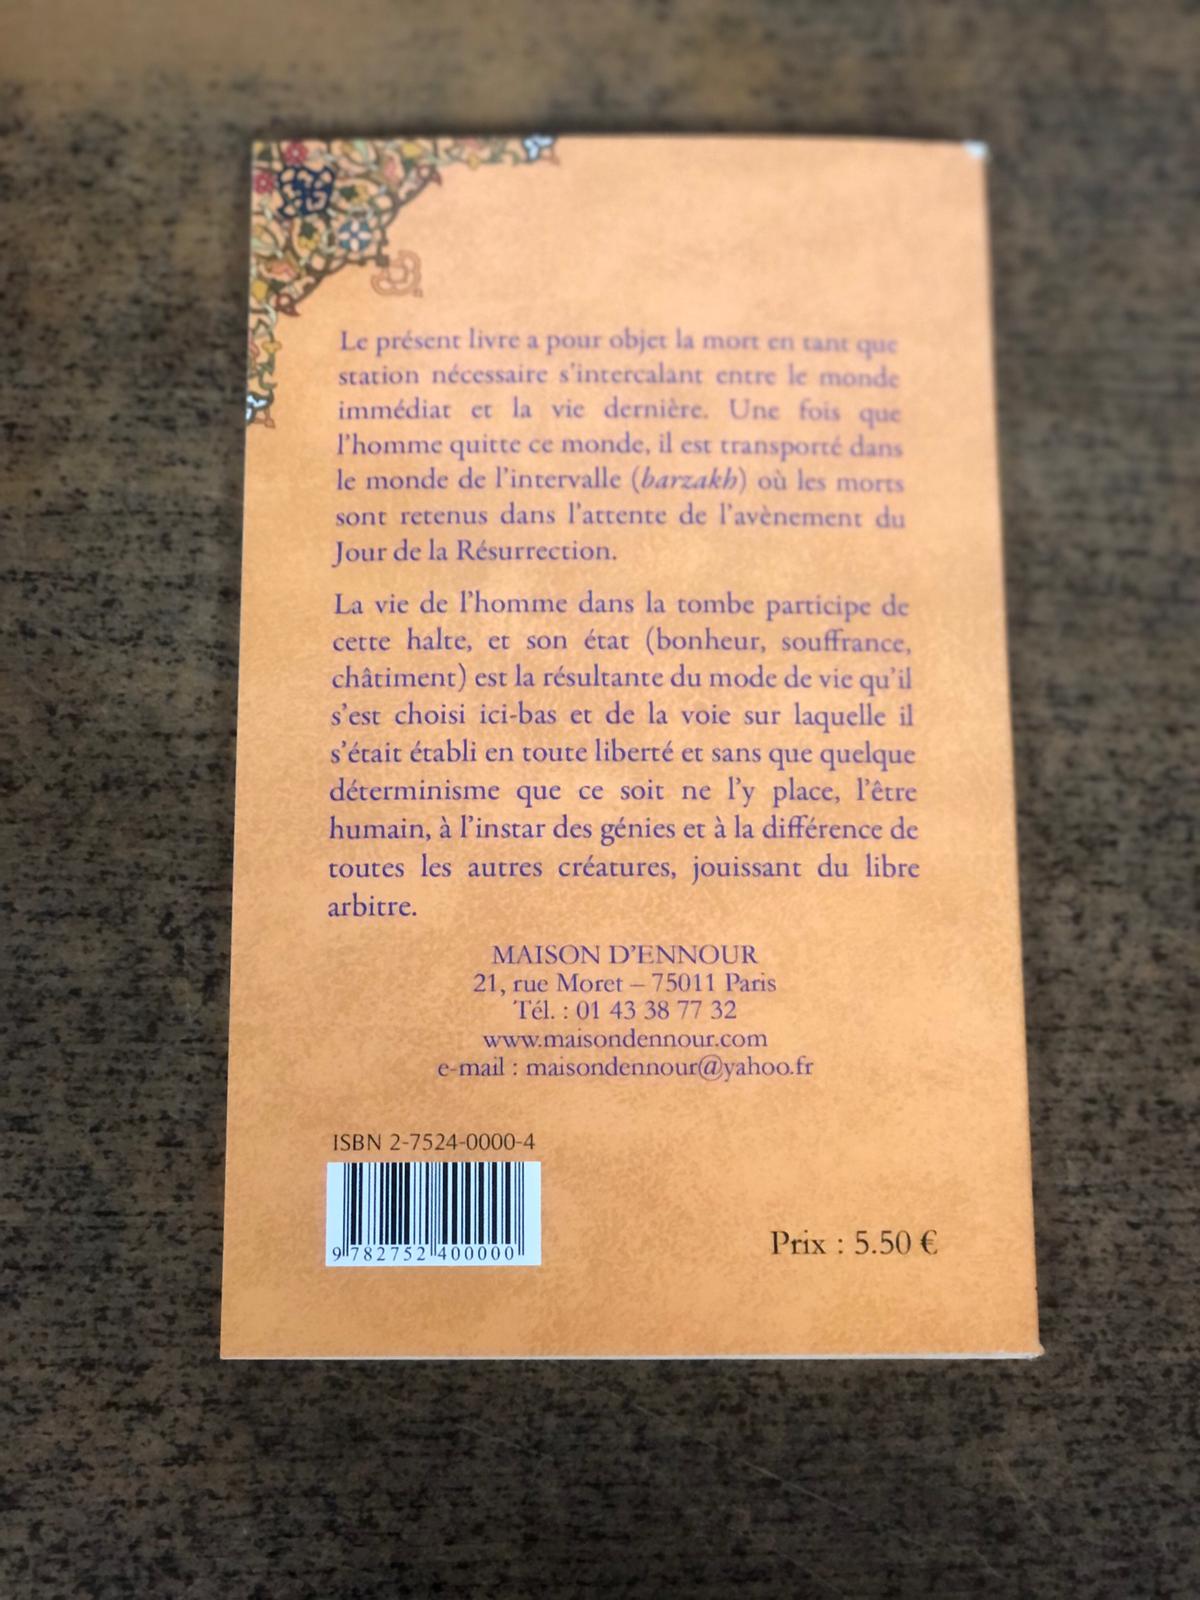 Le présent livre a pour objet la mort en tant que
station nécessaire s'intercalant entre le monde
immédiat et la vie dernière. Une fois que
l'homme quitte ce monde, il est transporté dans
le monde de l'intervalle (barzakh) où les morts
sont retenus dans l'attente de l'avènement du
Jour de la Résurrection.
La vie de l'homme dans la tombe participe de
cette halte, et son état (bonheur, souffrance,
châtiment) est la résultante du mode de vie qu'il
s'est choisi ici-bas et de la voie sur laquelle il
s'était établi en toute liberté et sans que quelque
déterminisme que ce soit ne l'y place, l'être
humain, à l'instar des génies et à la différence de
toutes les autres créatures, jouissant du libre
arbitre.
MAISON D'ENNOUR
21, rue Moret – 75011 Paris
Tél. : 01 43 38 77 32
www.maisondennour.com
e-mail : maisondennour@yahoo.fr
ISBN 2-7524-0000-4
9 782752 400000
Prix : 5.50 €